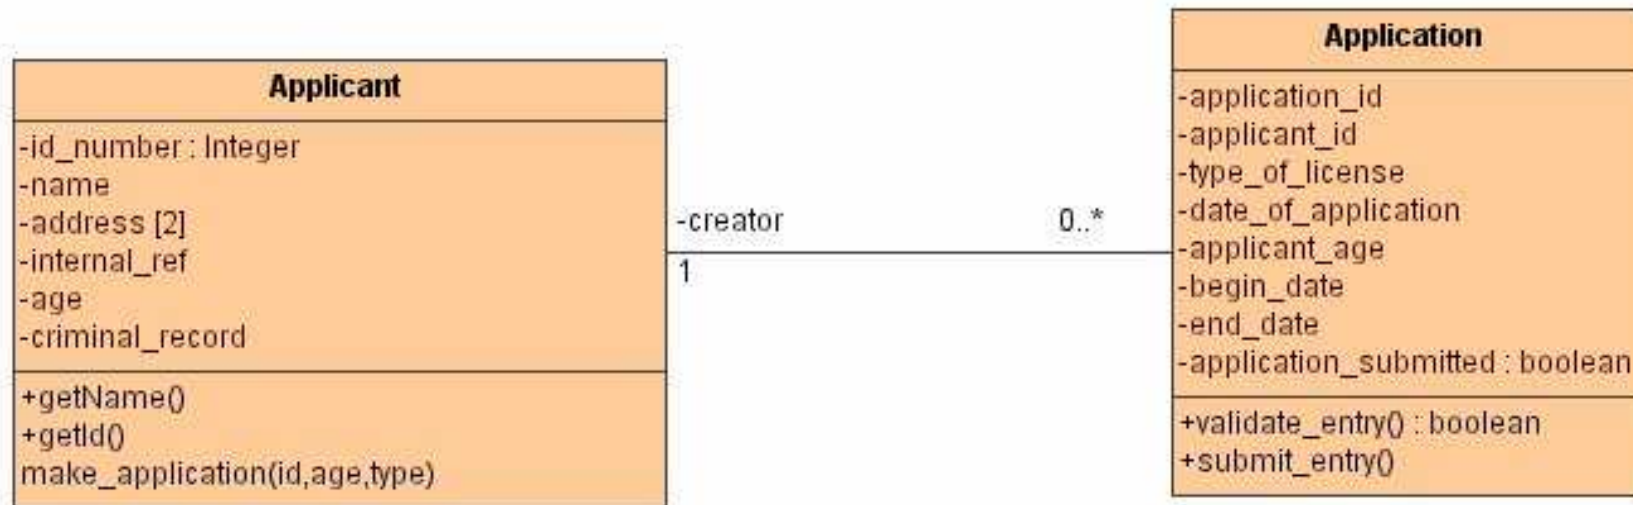 Applicant
-id_number : Integer
-name
-address [2]
-internal_ref
-age
-criminal_record
+getName()
+getId()
make_application(id,age,type)
-creator
1
0..*
Application
-application_id
-applicant_id
-type_of_license
-date_of_application
-applicant_age
-begin_date
-end_date
-application_submitted : boolean
+validate_entry() : boolean
+submit_entry()